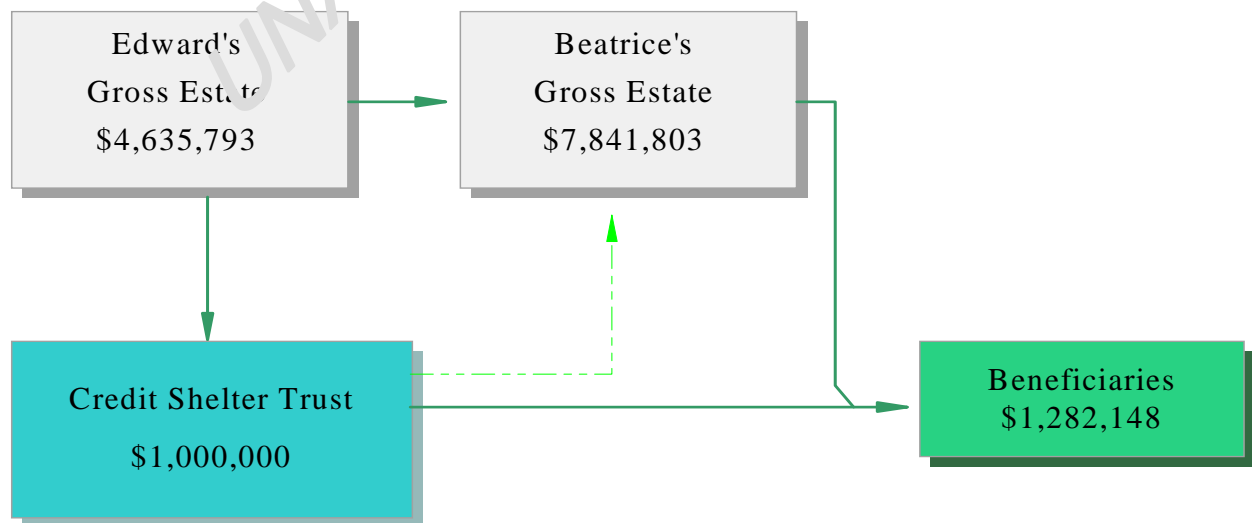 Edward's
Gross Estate
$4,635,793
Beatrice's
Gross Estate
$7,841,803
Credit Shelter Trust
$1,000,000
Beneficiaries
$1,282,148